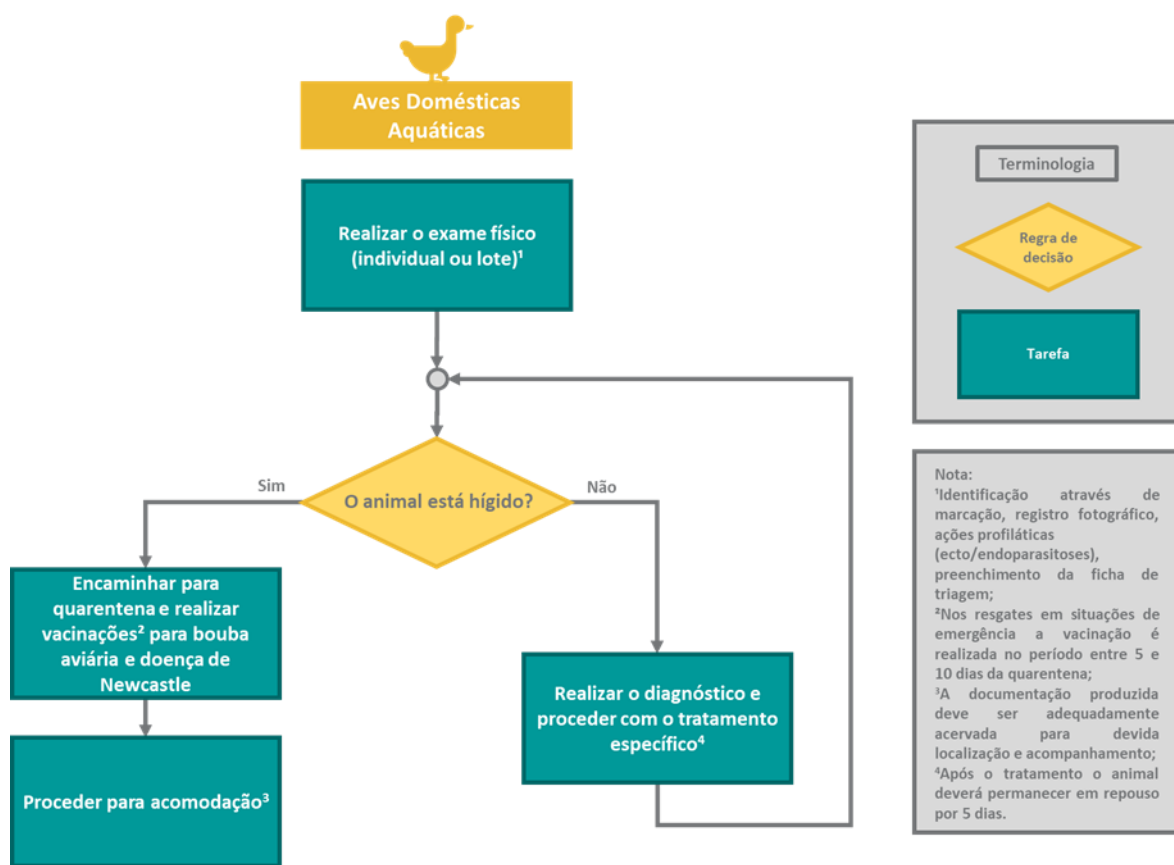 Aves Domésticas
Aquáticas
Realizar o exame físico
(individual ou lote)¹
O animal está hígido?
Sim
Não
Encaminhar para
quarentena e realizar
vacinações² para bouba
aviária e doença de
Newcastle
Proceder para acomodação³
Realizar o diagnóstico e
proceder com o tratamento
específico⁴
Terminologia
Regra de
decisão
Tarefa
Nota:
¹Identificação através de
marcação, registro fotográfico,
ações profiláticas
(ecto/endoparasitoses),
preenchimento da ficha de
triagem;
²Nos resgates em situações de
emergência a vacinação é
realizada no período entre 5 e
10 dias da quarentena;
³A documentação produzida
deve ser adequadamente
acervada para devida
localização e acompanhamento;
⁴Após o tratamento o animal
deverá permanecer em repouso
por 5 dias.